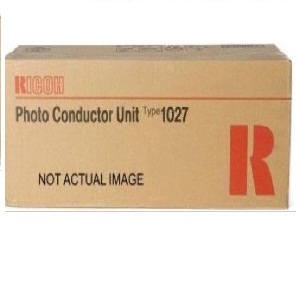 RICOH
Photo Conductor Unit Type1027
NOT ACTUAL IMAGE
R